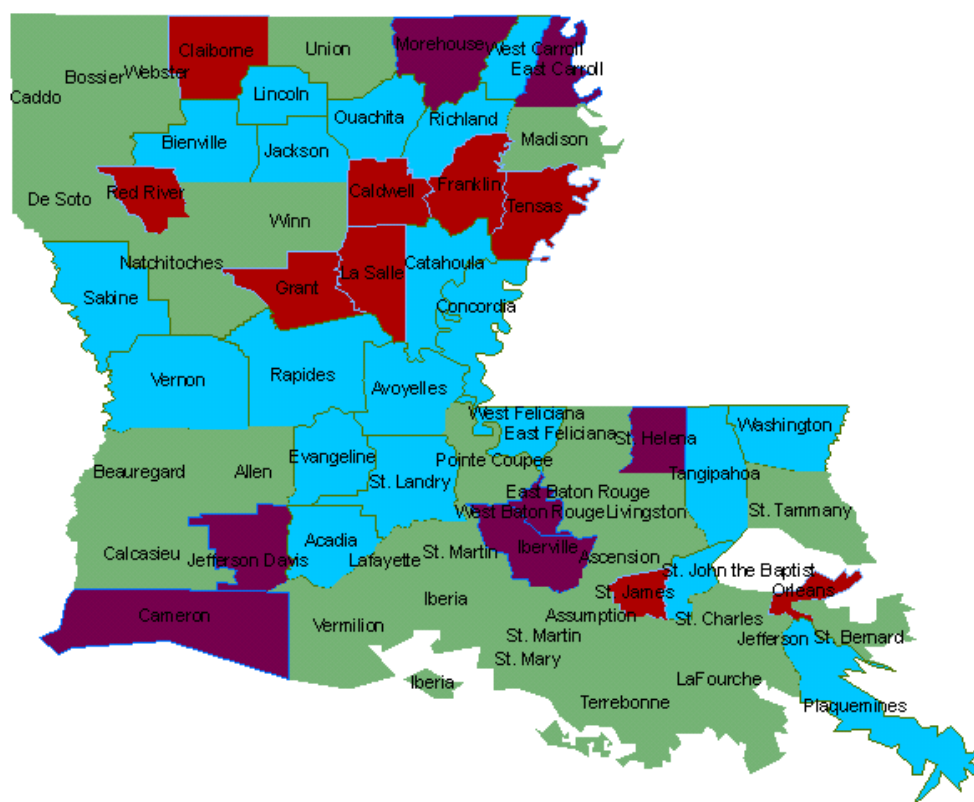 Morehouse
Union
Claiborne
West Carroll
East Carroll
Bossier
Webster
Caddo
Lincoln
Ouachita
Richland
Madison
Bienville
Jackson
Red River
Caldwell
Franklin
De Soto
Tensas
Winn
Natchitoches
La Salle
Catahoula
Grant
Sabine
Concordia
Vernon
Rapides
Avoyelles
West Feliciana
East Feliciana
St. Helena
Washington
Evangeline
Pointe Coupee
Beauregard
Allen
St. Landry
Tangipahoa
East Baton Rouge
West Baton Rouge
Livingston
St. Tammany
Acadia
Iberville
Calcasieu
Jefferson Davis
Lafayette
St. Martin
Ascension
St. John the Baptist
St. James
Orleans
Iberia
Cameron
Vermilion
Assumption
St. Charles
St. Martin
Jefferson
St. Bernard
St. Mary
Iberia
LaFourche
Terrebonne
Plaquemines